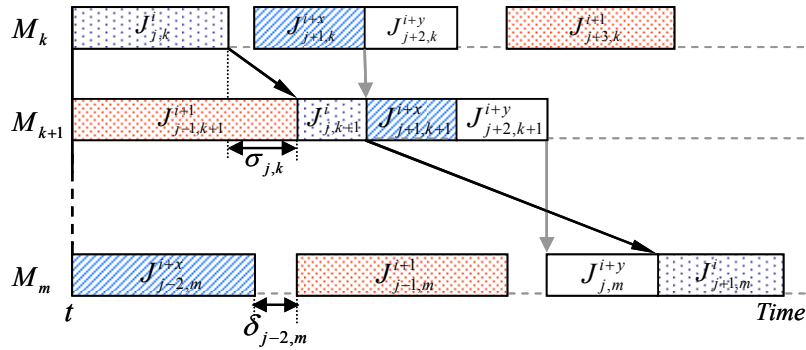 M_k J^i_{j,k} J^{i+x}_{j+1,k} J^{i+y}_{j+2,k} J^{i+1}_{j+3,k}
M_{k+1} J^{i+1}_{j-1,k+1} J^i_{j,k+1} J^{i+x}_{j+1,k+1} J^{i+y}_{j+2,k+1}
σ_{j,k}
M_m J^{i+x}_{j-2,m} J^{i+1}_{j-1,m} J^{i+y}_{j,m} J^i_{j+1,m}
t Time
δ_{j-2,m}